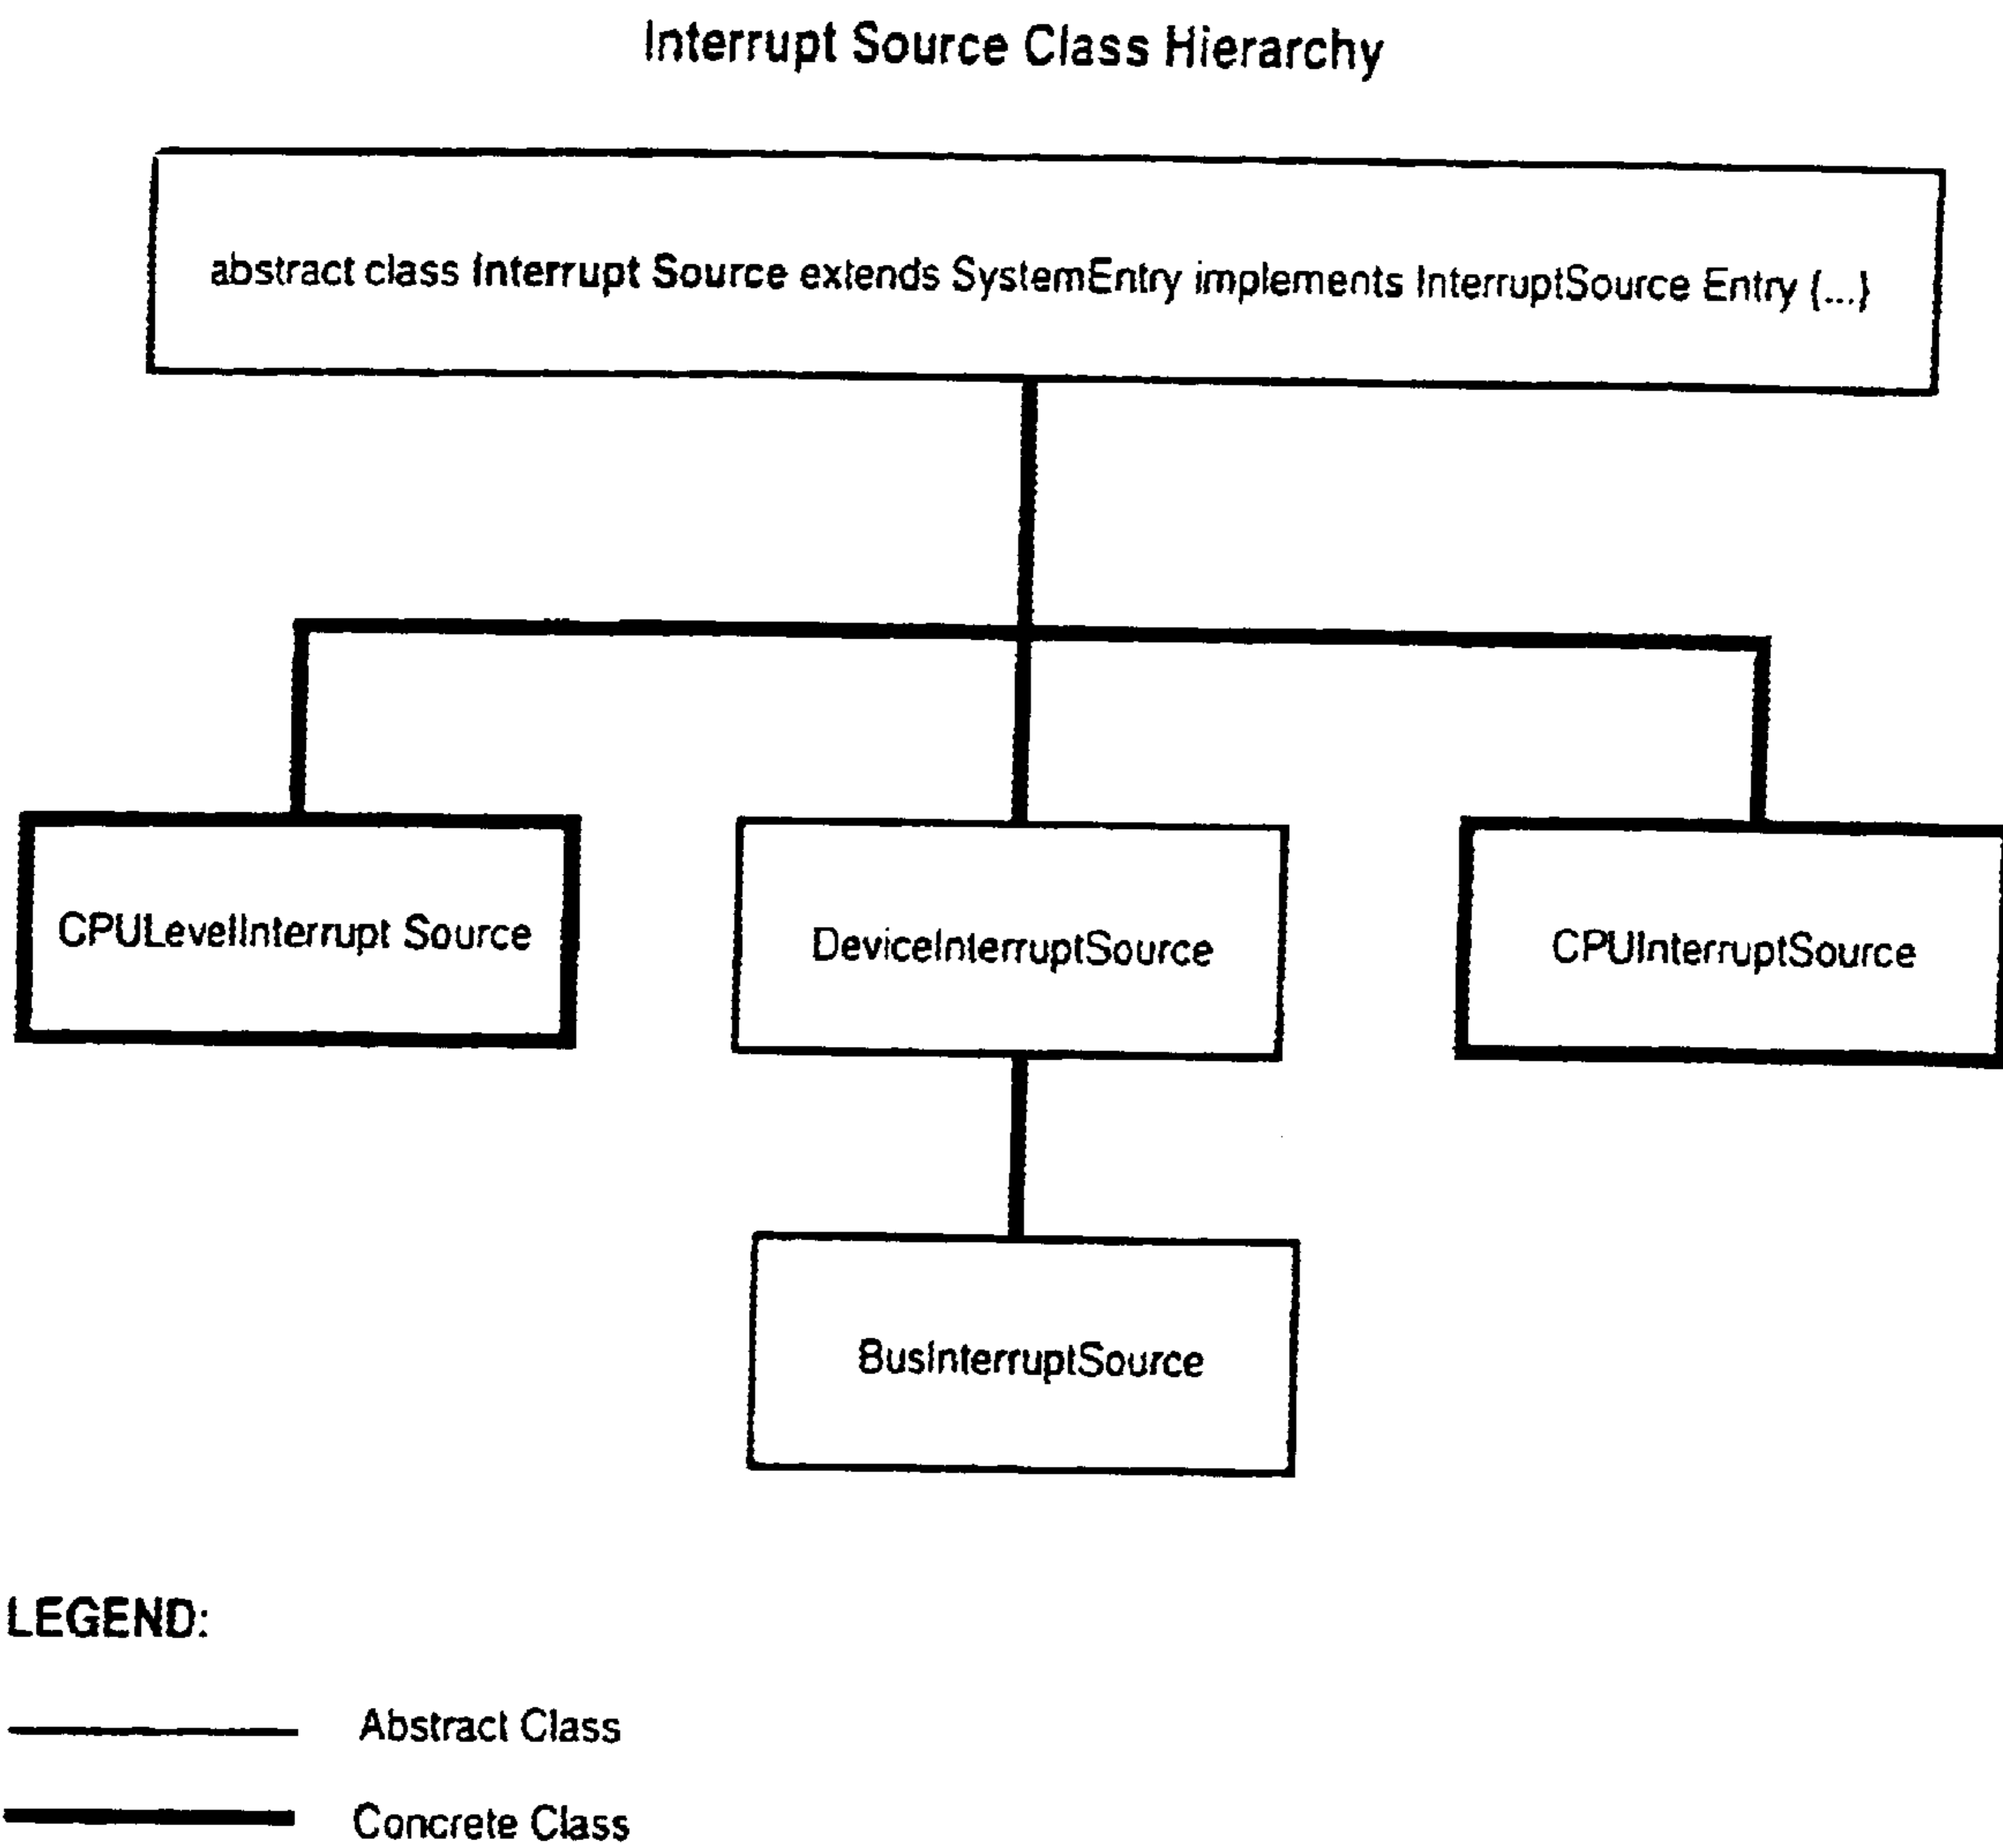 Interrupt Source Class Hierarchy
abstract class Interrupt Source extends SystemEntry implements InterruptSource Entry {...}
CPULevelInterrupt Source
DeviceInterruptSource
CPUInterruptSource
BusInterruptSource
LEGEND:
Abstract Class
Concrete Class